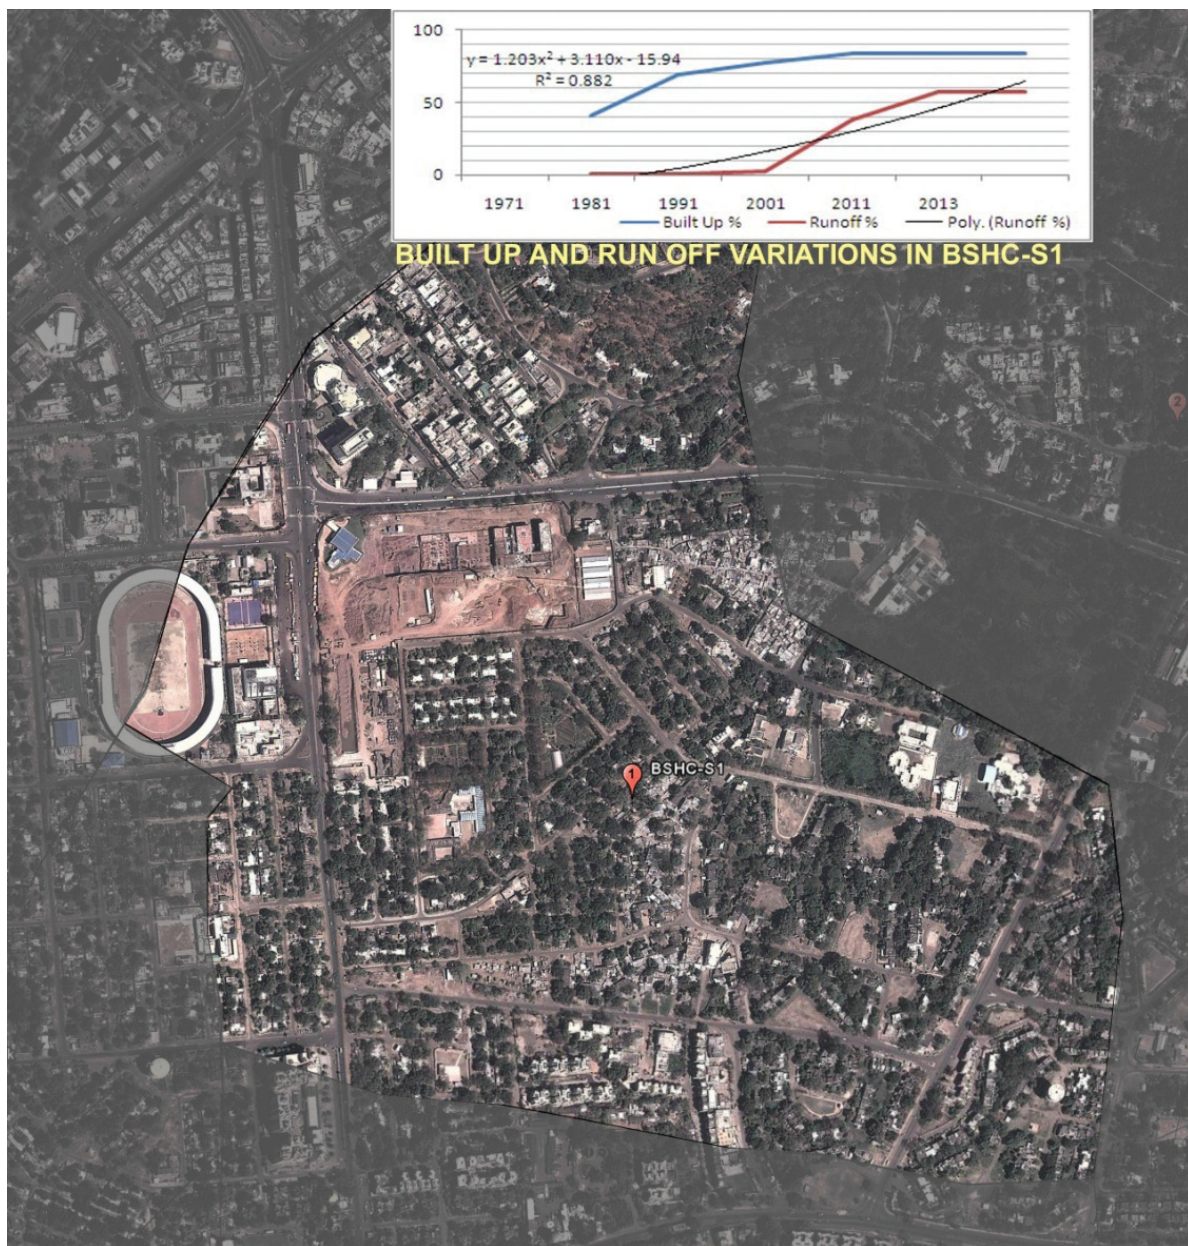 100
y = 1.203x² + 3.110x - 15.94
R² = 0.882
50
0
1971 1981 1991 2001 2011 2013
Built Up % Runoff % Poly. (Runoff %)
BUILT UP AND RUN OFF VARIATIONS IN BSHC-S1
2
1 BSHC-S1